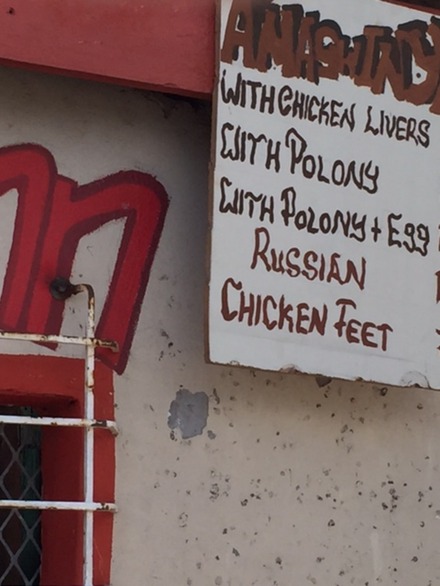 WITH CHICKEN LIVERS
WITH POLONY
WITH POLONY + Egg
RUSSIAN
CHICKEN FEET